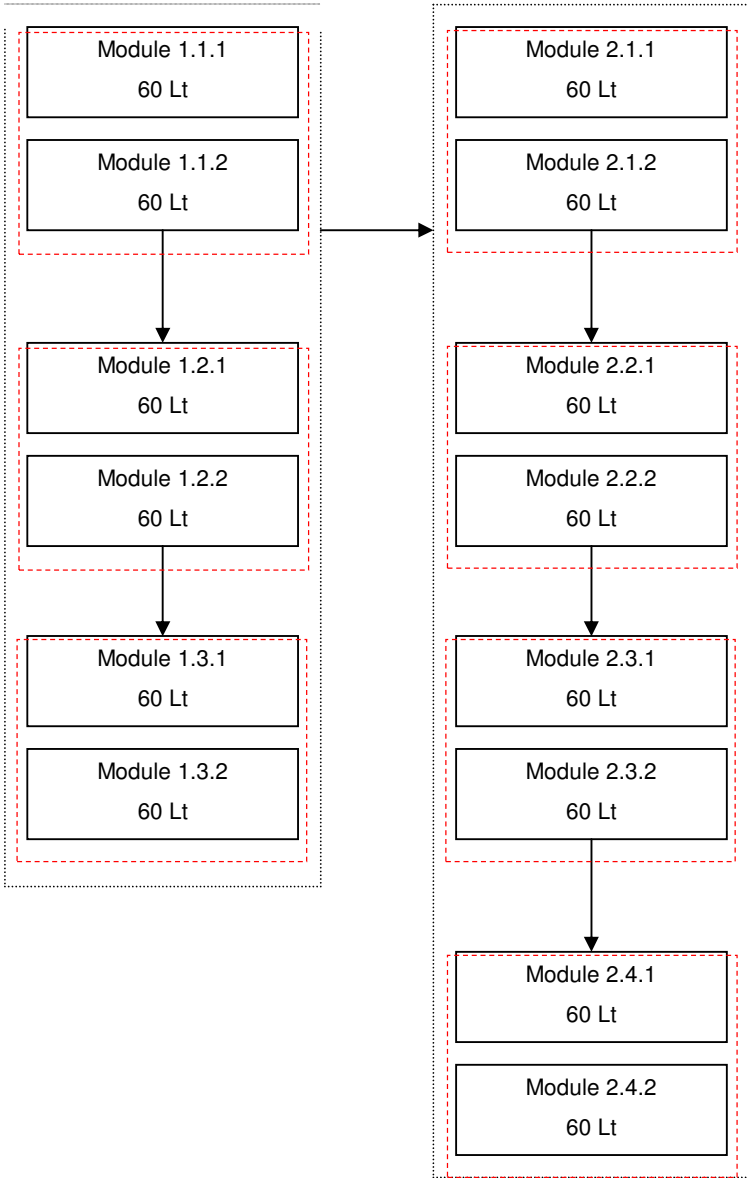 Module 1.1.1
60 Lt
Module 1.1.2
60 Lt
Module 1.2.1
60 Lt
Module 1.2.2
60 Lt
Module 1.3.1
60 Lt
Module 1.3.2
60 Lt
Module 2.1.1
60 Lt
Module 2.1.2
60 Lt
Module 2.2.1
60 Lt
Module 2.2.2
60 Lt
Module 2.3.1
60 Lt
Module 2.3.2
60 Lt
Module 2.4.1
60 Lt
Module 2.4.2
60 Lt